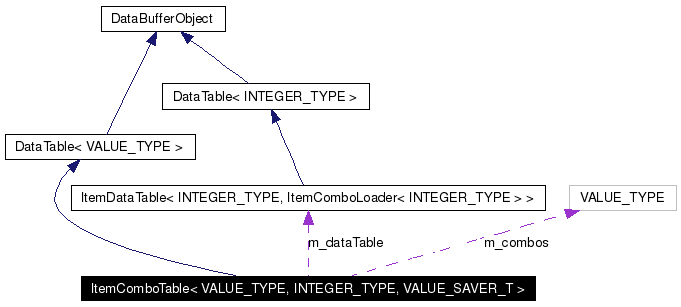 DataBufferObject
DataTable< INTEGER_TYPE >
DataTable< VALUE_TYPE >
ItemDataTable< INTEGER_TYPE, ItemComboLoader< INTEGER_TYPE > >
VALUE_TYPE
m_dataTable
m_combos
ItemComboTable< VALUE_TYPE, INTEGER_TYPE, VALUE_SAVER_T >